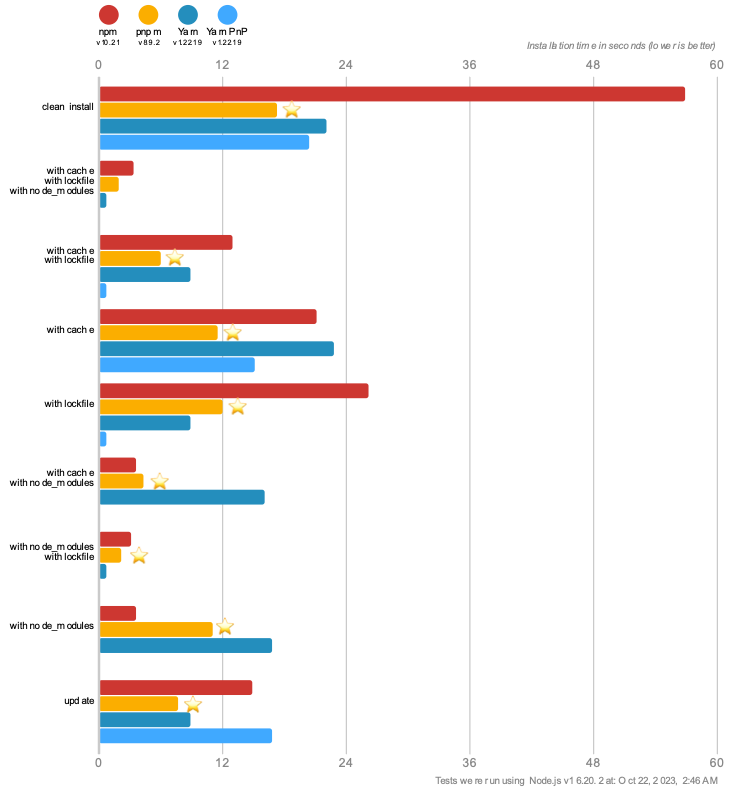 npm
pnpm
Yarn
Yarn PnP
v10.2.1
v8.9.2
v1.22.19
v1.22.19
Installation time in seconds (lower is better)
0
12
24
36
48
60
clean install
with cache
with lockfile
with node_modules
with cache
with lockfile
with cache
with lockfile
with cache
with node_modules
with node_modules
with lockfile
with node_modules
update
0
12
24
36
48
60
Tests were run using Node.js v16.20.2 at: Oct 22, 2023, 2:46 AM